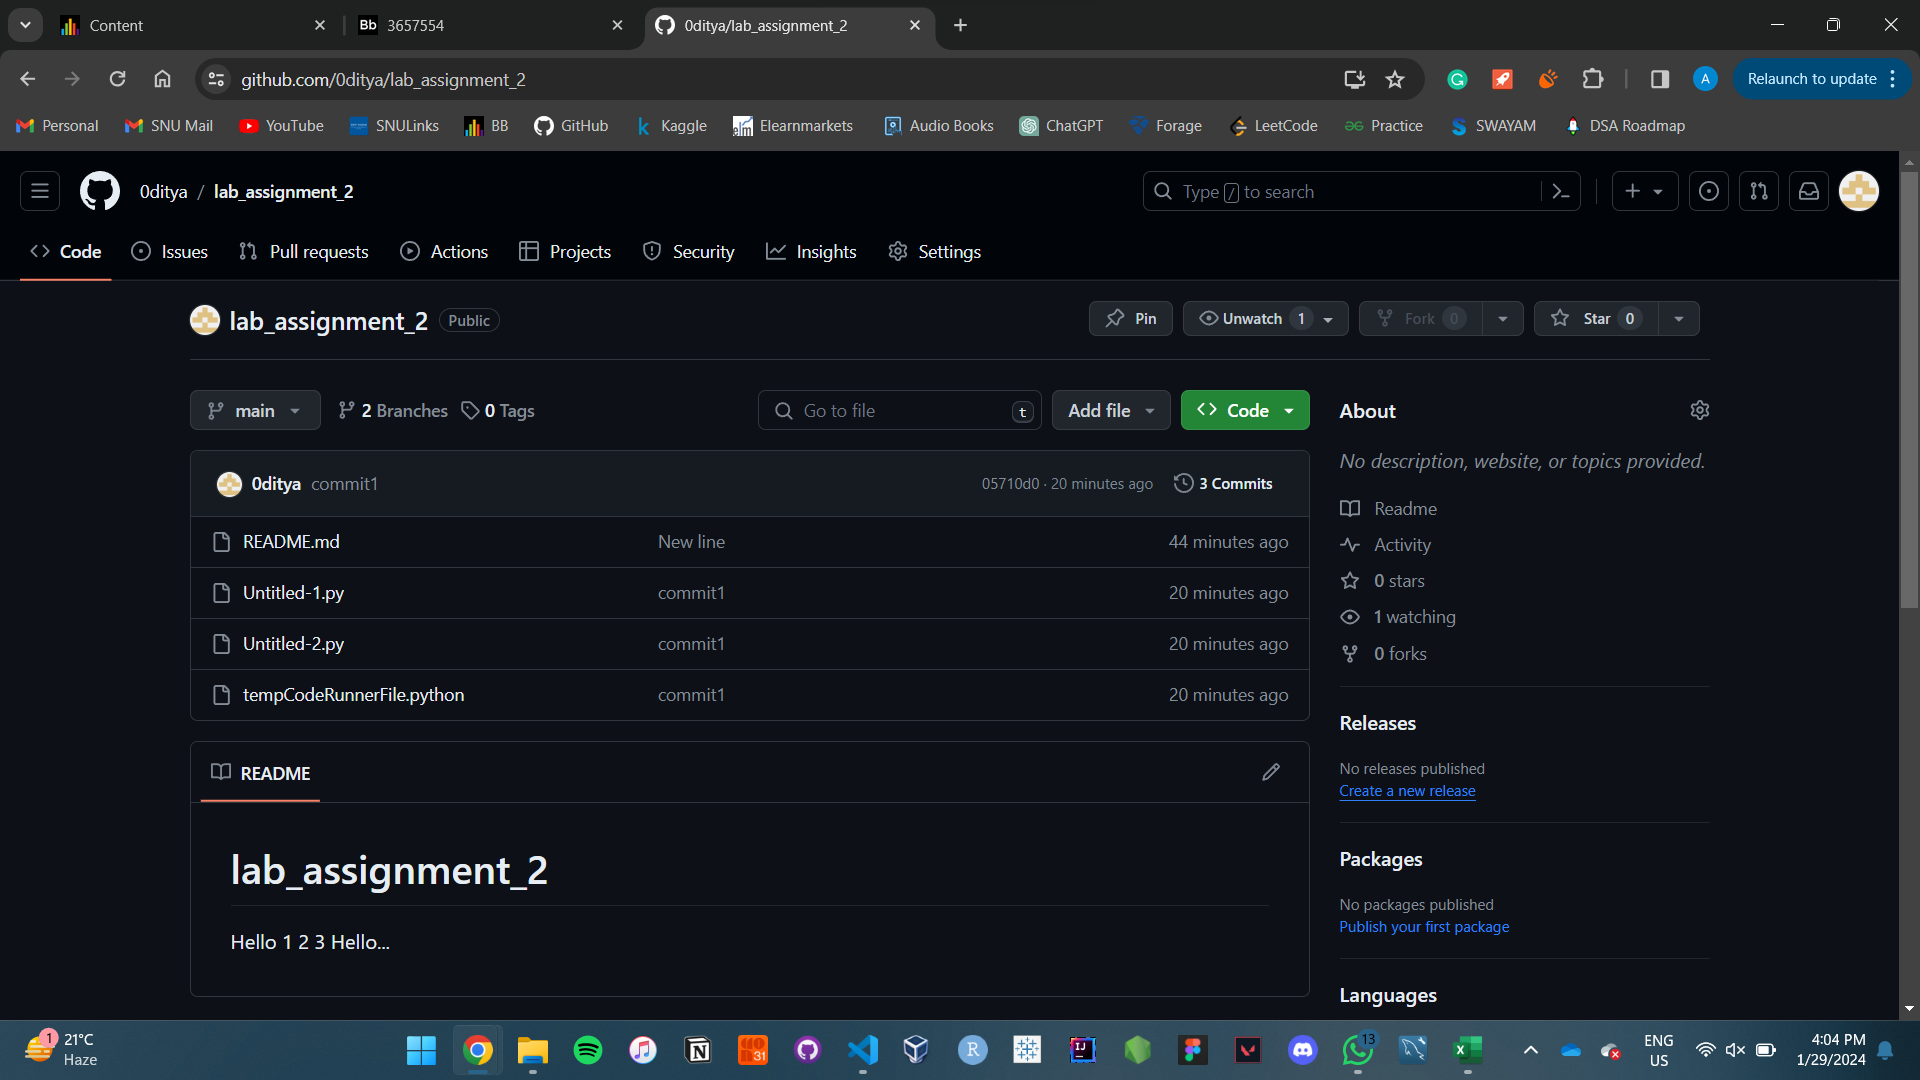 Content
Bb 3657554
0ditya/lab_assignment_2
github.com/0ditya/lab_assignment_2
A
Relaunch to update
Personal
SNU Mail
YouTube
SNULinks
BB
GitHub
Kaggle
Elearnmarkets
Audio Books
ChatGPT
Forage
LeetCode
Practice
SWAYAM
DSA Roadmap
0ditya / lab_assignment_2
Type / to search
Code
Issues
Pull requests
Actions
Projects
Security
Insights
Settings
lab_assignment_2 Public
Pin
Unwatch 1
Fork 0
Star 0
main
2 Branches
0 Tags
Go to file t
Add file
Code
0ditya commit1 05710d0 · 20 minutes ago 3 Commits
README.md New line 44 minutes ago
Untitled-1.py commit1 20 minutes ago
Untitled-2.py commit1 20 minutes ago
tempCodeRunnerFile.python commit1 20 minutes ago
README
lab_assignment_2
Hello 1 2 3 Hello...
About
No description, website, or topics provided.
Readme
Activity
0 stars
1 watching
0 forks
Releases
No releases published
Create a new release
Packages
No packages published
Publish your first package
Languages
1
21°C
Haze
31
R
IJ
13
ENG
US
4:04 PM
1/29/2024